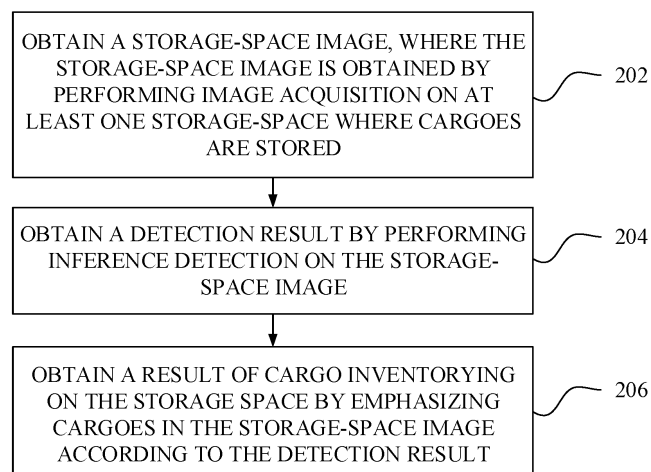 OBTAIN A STORAGE-SPACE IMAGE, WHERE THE
STORAGE-SPACE IMAGE IS OBTAINED BY
PERFORMING IMAGE ACQUISITION ON AT
LEAST ONE STORAGE-SPACE WHERE CARGOES
ARE STORED
202
OBTAIN A DETECTION RESULT BY PERFORMING
INFERENCE DETECTION ON THE STORAGE-
SPACE IMAGE
204
OBTAIN A RESULT OF CARGO INVENTORYING
ON THE STORAGE SPACE BY EMPHASIZING
CARGOES IN THE STORAGE-SPACE IMAGE
ACCORDING TO THE DETECTION RESULT
206